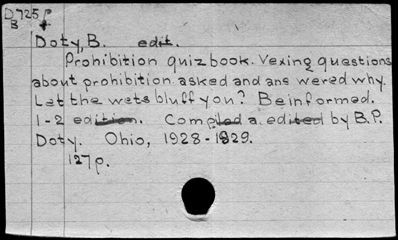 D725p
B
Doty, B. edit.
Prohibition quiz book. Vexing questions
about prohibition asked and answered why
Let the wets bluff you? Be informed.
1-2 edition. Compiled a. edited by B.P.
Doty. Ohio, 1928-1929.
127p.